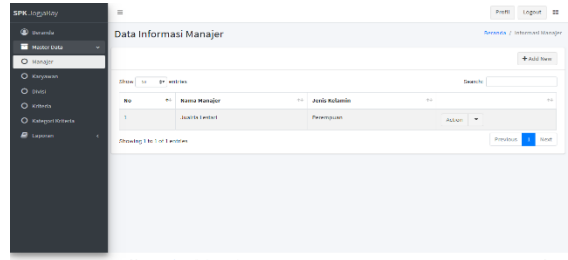 SPK
Profil Logout
Beranda
Master Data
Manajer
Karyawan
Divisi
Kriteria
Kategori Kriteria
Laporan
Data Informasi Manajer
Beranda / Informasi Manajer
+ Add New
Show 10 entries
Search:
No Nama Manajer Jenis Kelamin
1 Lestari Perempuan Action
Showing 1 to 1 of 1 entries
Previous 1 Next